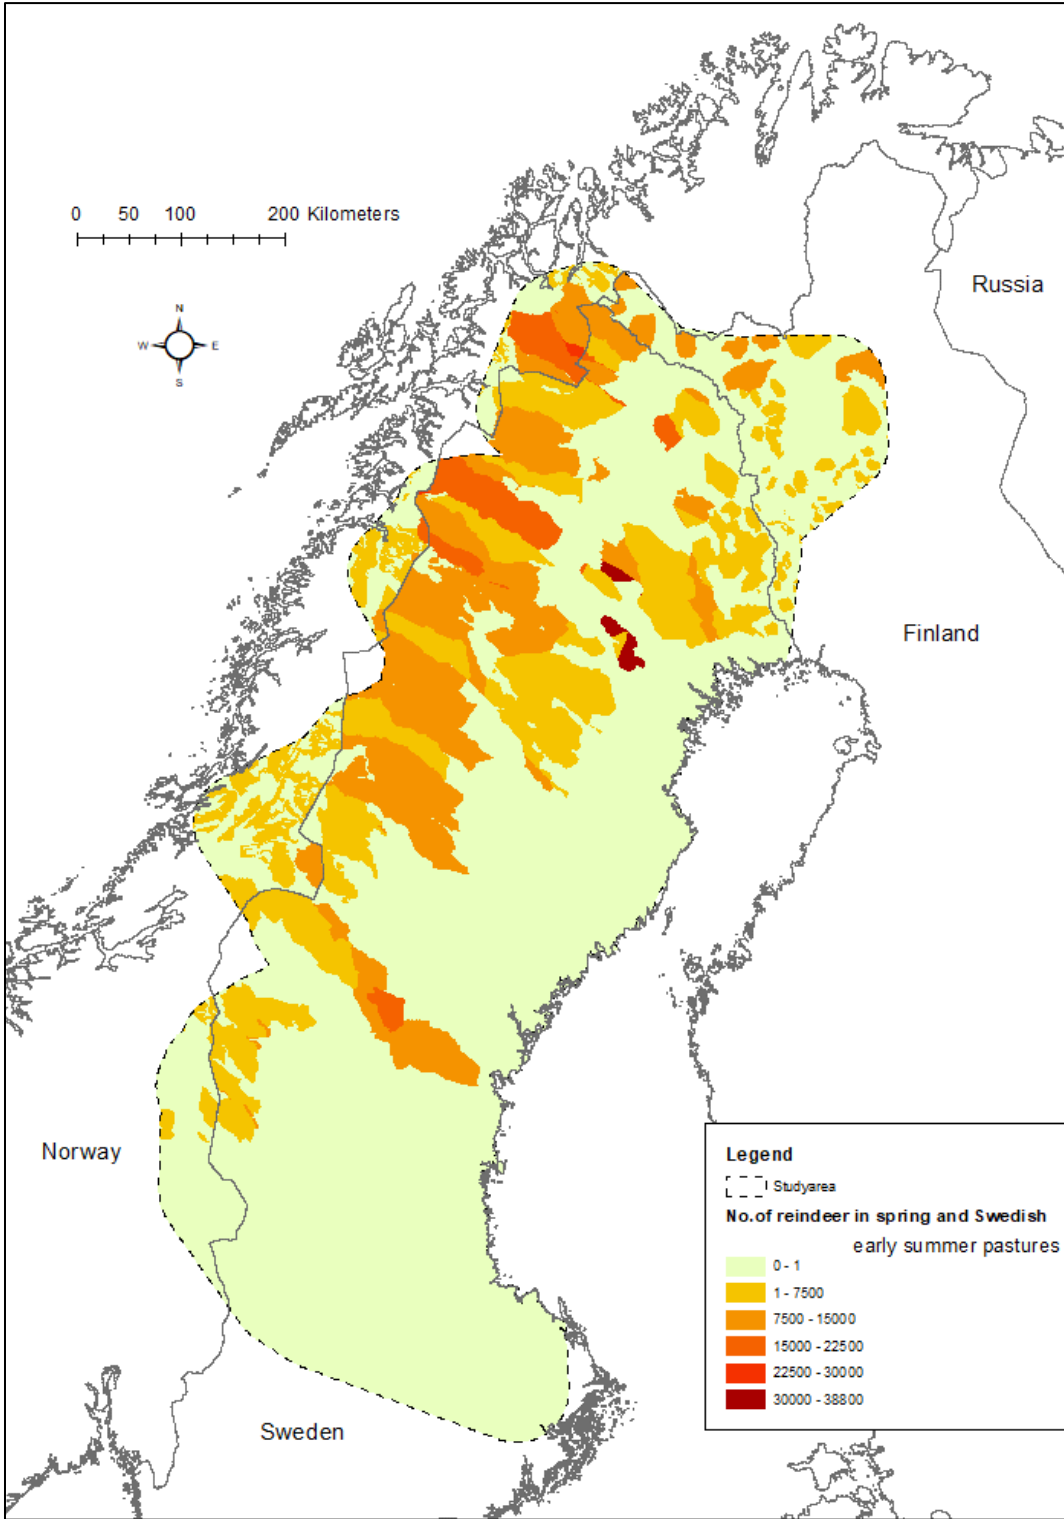 0 50 100 200 Kilometers
N
W E
S
Russia
Finland
Norway
Sweden
Legend
Studyarea
No. of reindeer in spring and Swedish
early summer pastures
0 - 1
1 - 7500
7500 - 15000
15000 - 22500
22500 - 30000
30000 - 38800